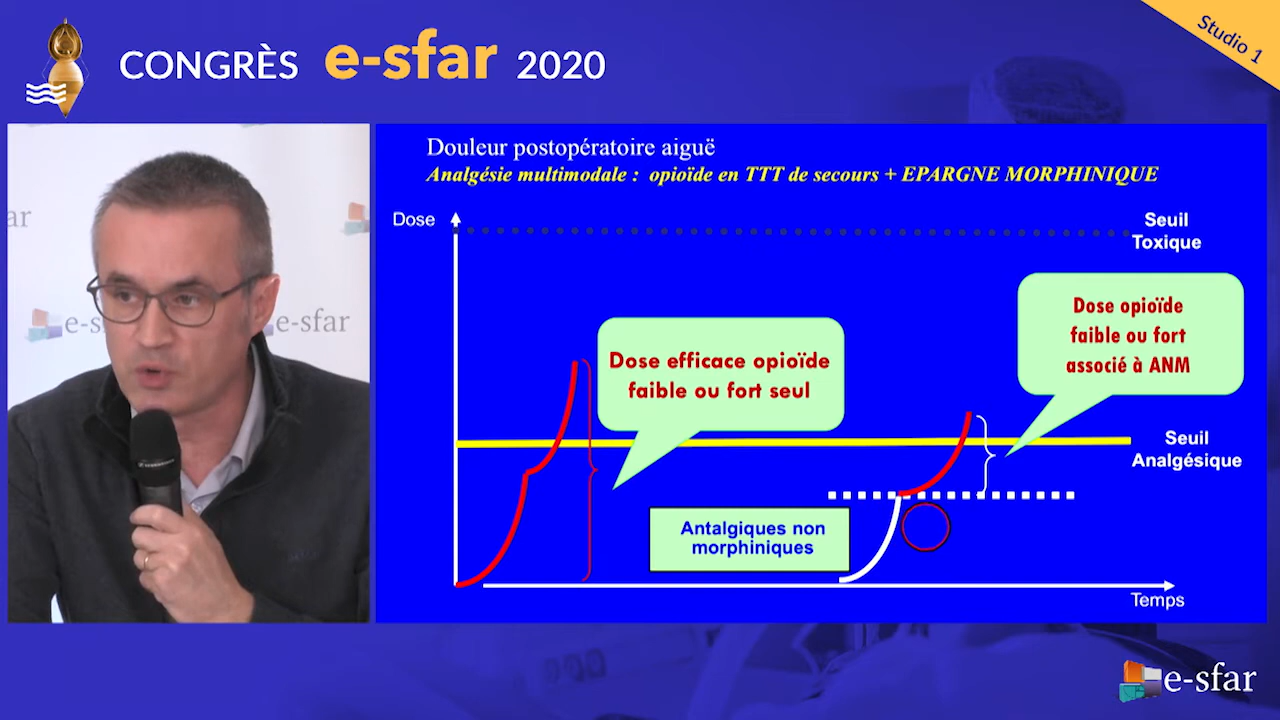 CONGRÈS e-sfar 2020
Studio 1
ar
e-s
e-sfar
Douleur postopératoire aiguë
Analgésie multimodale : opioïde en TTT de secours + EPARGNE MORPHINIQUE
Dose
Seuil
Toxique
Dose opioïde
faible ou fort
associé à ANM
Dose efficace opioïde
faible ou fort seul
Seuil
Analgésique
Antalgiques non
morphiniques
Temps
e-sfar